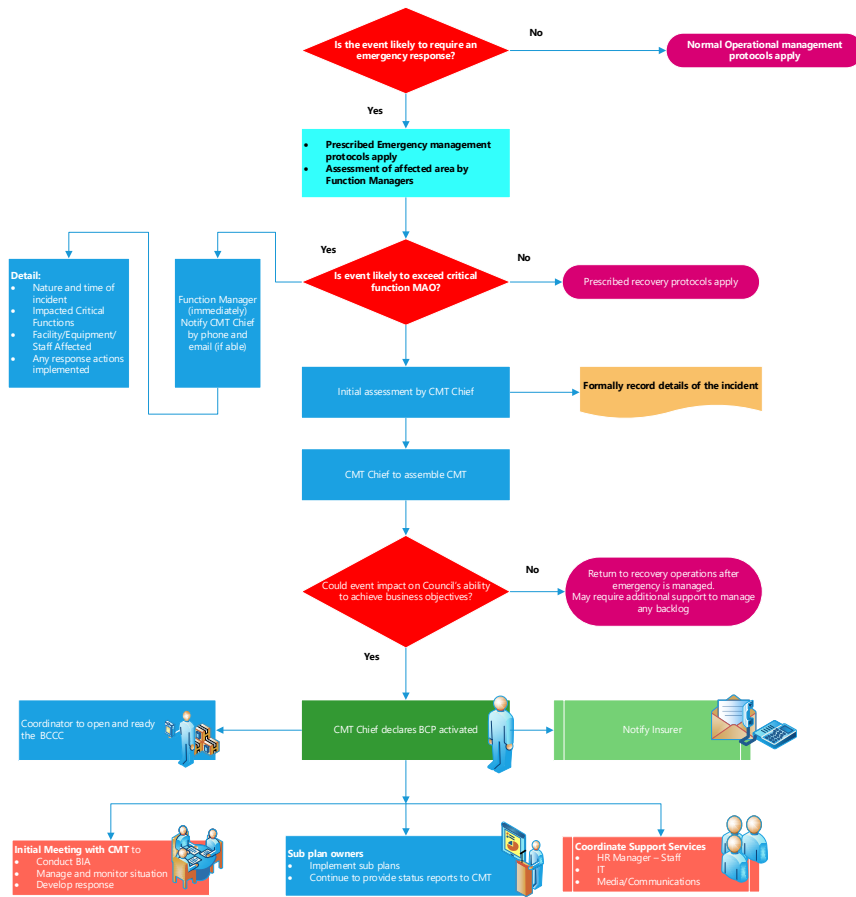 Is the event likely to require an
emergency response?
No
Normal Operational management
protocols apply
Yes
• Prescribed Emergency management
protocols apply
• Assessment of affected area by
Function Managers
Yes
Is event likely to exceed critical
function MAO?
No
Prescribed recovery protocols apply
Detail:
• Nature and time of
incident
• Impacted Critical
Functions
• Facility/Equipment/
Staff Affected
• Any response actions
implemented
Function Manager
(immediately)
Notify CMT Chief
by phone and
email (if able)
Initial assessment by CMT Chief
Formally record details of the incident
CMT Chief to assemble CMT
Could event impact on Council's ability
to achieve business objectives?
No
Return to recovery operations after
emergency is managed.
May require additional support to manage
any backlog
Yes
Coordinator to open and ready
the BCCC
CMT Chief declares BCP activated
Notify Insurer
Initial Meeting with CMT to
• Conduct BIA
• Manage and monitor situation
• Develop response
Sub plan owners
• Implement sub plans
• Continue to provide status reports to CMT
Coordinate Support Services
• HR Manager – Staff
• IT
• Media/Communications